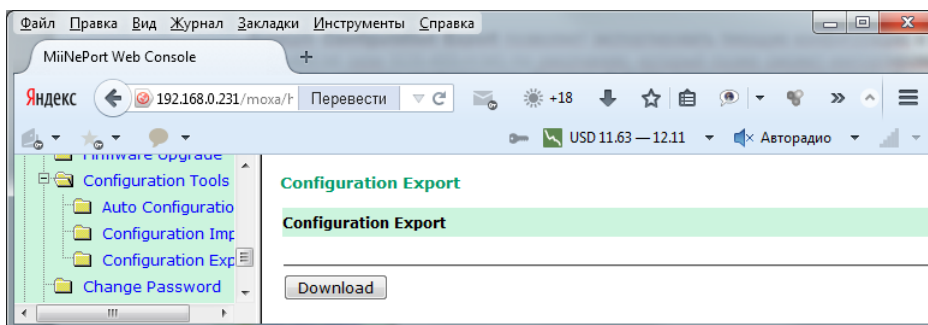 Файл Правка Вид Журнал Закладки Инструменты Справка
MiiNePort Web Console
Яндекс 192.168.0.231/moxa/h Перевести +18
USD 11.63 — 12.11 Авторадио
Firmware Upgrade
Configuration Tools
Auto Configuratio
Configuration Imp
Configuration Exp
Change Password
Configuration Export
Configuration Export
Download